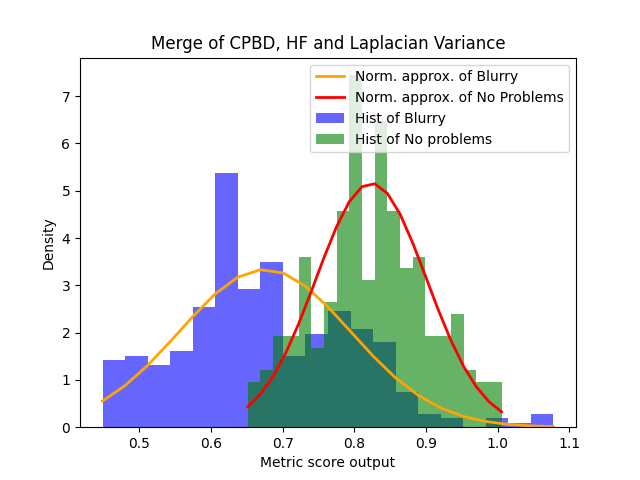 Merge of CPBD, HF and Laplacian Variance
Norm. approx. of Blurry
Norm. approx. of No Problems
Hist of Blurry
Hist of No problems
Density
7
6
5
4
3
2
1
0
0.5 0.6 0.7 0.8 0.9 1.0 1.1
Metric score output